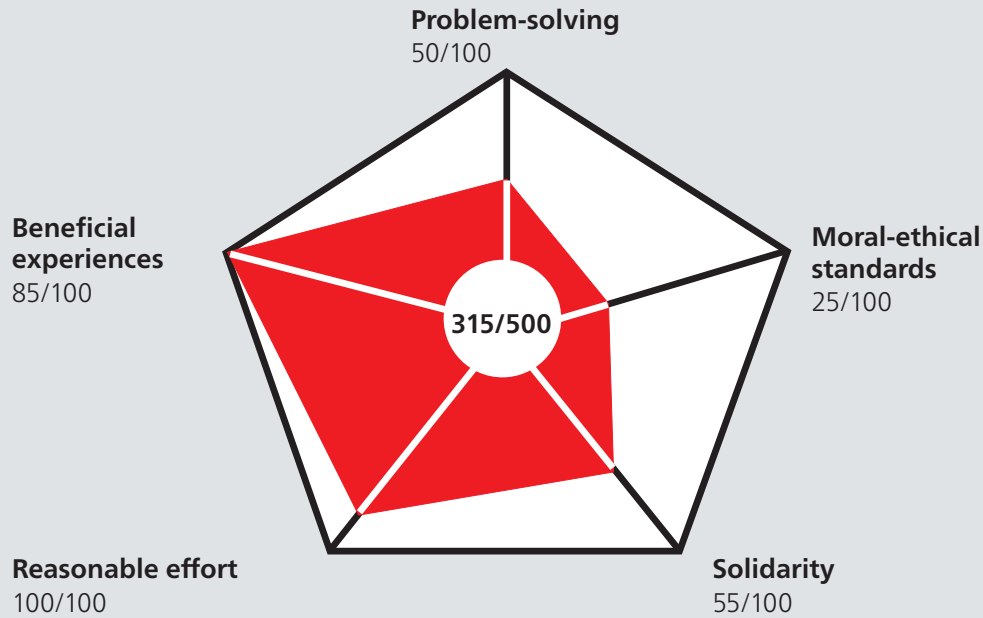 Problem-solving
50/100
Beneficial
experiences
85/100
Moral-ethical
standards
25/100
315/500
Reasonable effort
100/100
Solidarity
55/100